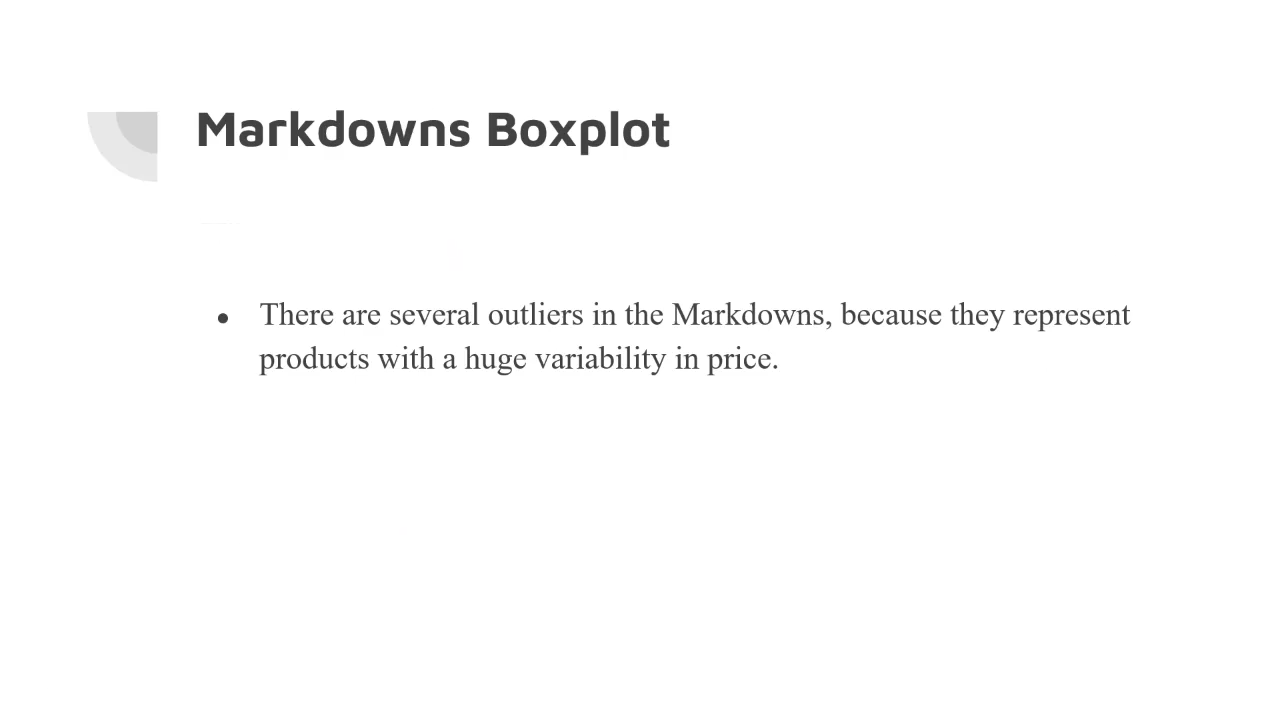 Markdowns Boxplot
● There are several outliers in the Markdowns, because they represent
products with a huge variability in price.